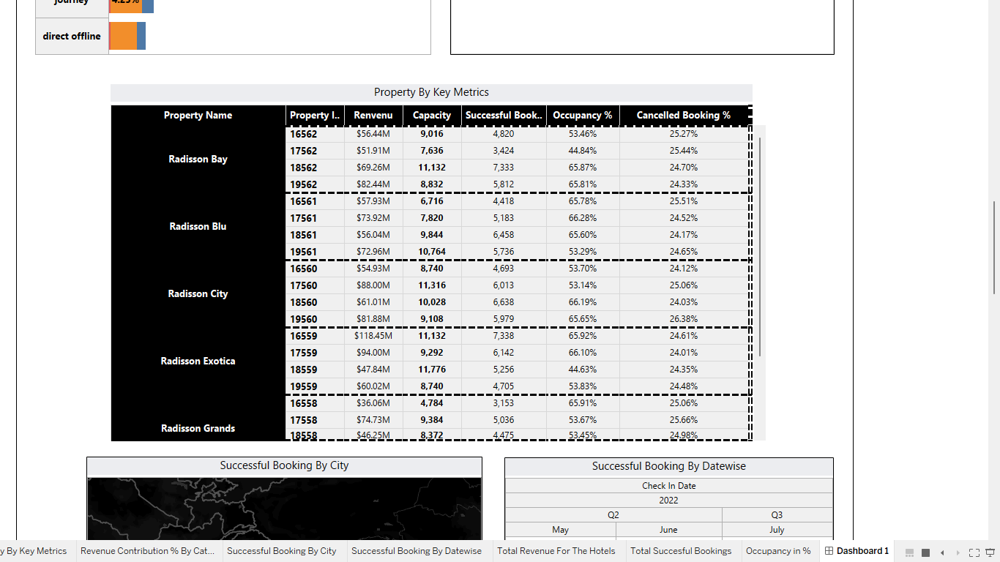 journey 4.25%
direct offline
Property By Key Metrics
Property Name Property I.. Renvenu Capacity Successful Book.. Occupancy % Cancelled Booking %
Radisson Bay
16562 $56.44M 9,016 4,820 53.46% 25.27%
17562 $51.91M 7,636 3,424 44.84% 25.44%
18562 $69.26M 11,132 7,333 65.87% 24.70%
19562 $82.44M 8,832 5,812 65.81% 24.33%
Radisson Blu
16561 $57.93M 6,716 4,418 65.78% 25.51%
17561 $73.92M 7,820 5,183 66.28% 24.52%
18561 $56.04M 9,844 6,458 65.60% 24.17%
19561 $72.96M 10,764 5,736 53.29% 24.65%
Radisson City
16560 $54.93M 8,740 4,693 53.70% 24.12%
17560 $88.00M 11,316 6,013 53.14% 25.06%
18560 $61.01M 10,028 6,638 66.19% 24.03%
19560 $81.88M 9,108 5,979 65.65% 26.38%
Radisson Exotica
16559 $118.45M 11,132 7,338 65.92% 24.61%
17559 $94.00M 9,292 6,142 66.10% 24.01%
18559 $47.84M 11,776 5,256 44.63% 24.35%
19559 $60.02M 8,740 4,705 53.83% 24.48%
Radisson Grands
16558 $36.06M 4,784 3,153 65.91% 25.06%
17558 $74.73M 9,384 5,036 53.67% 25.66%
18558 $46.25M 8,372 4,475 53.45% 24.98%
Successful Booking By City
Successful Booking By Datewise
Check In Date
2022
Q2 Q3
May June July
y By Key Metrics Revenue Contribution % By Cat... Successful Booking By City Successful Booking By Datewise Total Revenue For The Hotels Total Succesful Bookings Occupancy in % Dashboard 1